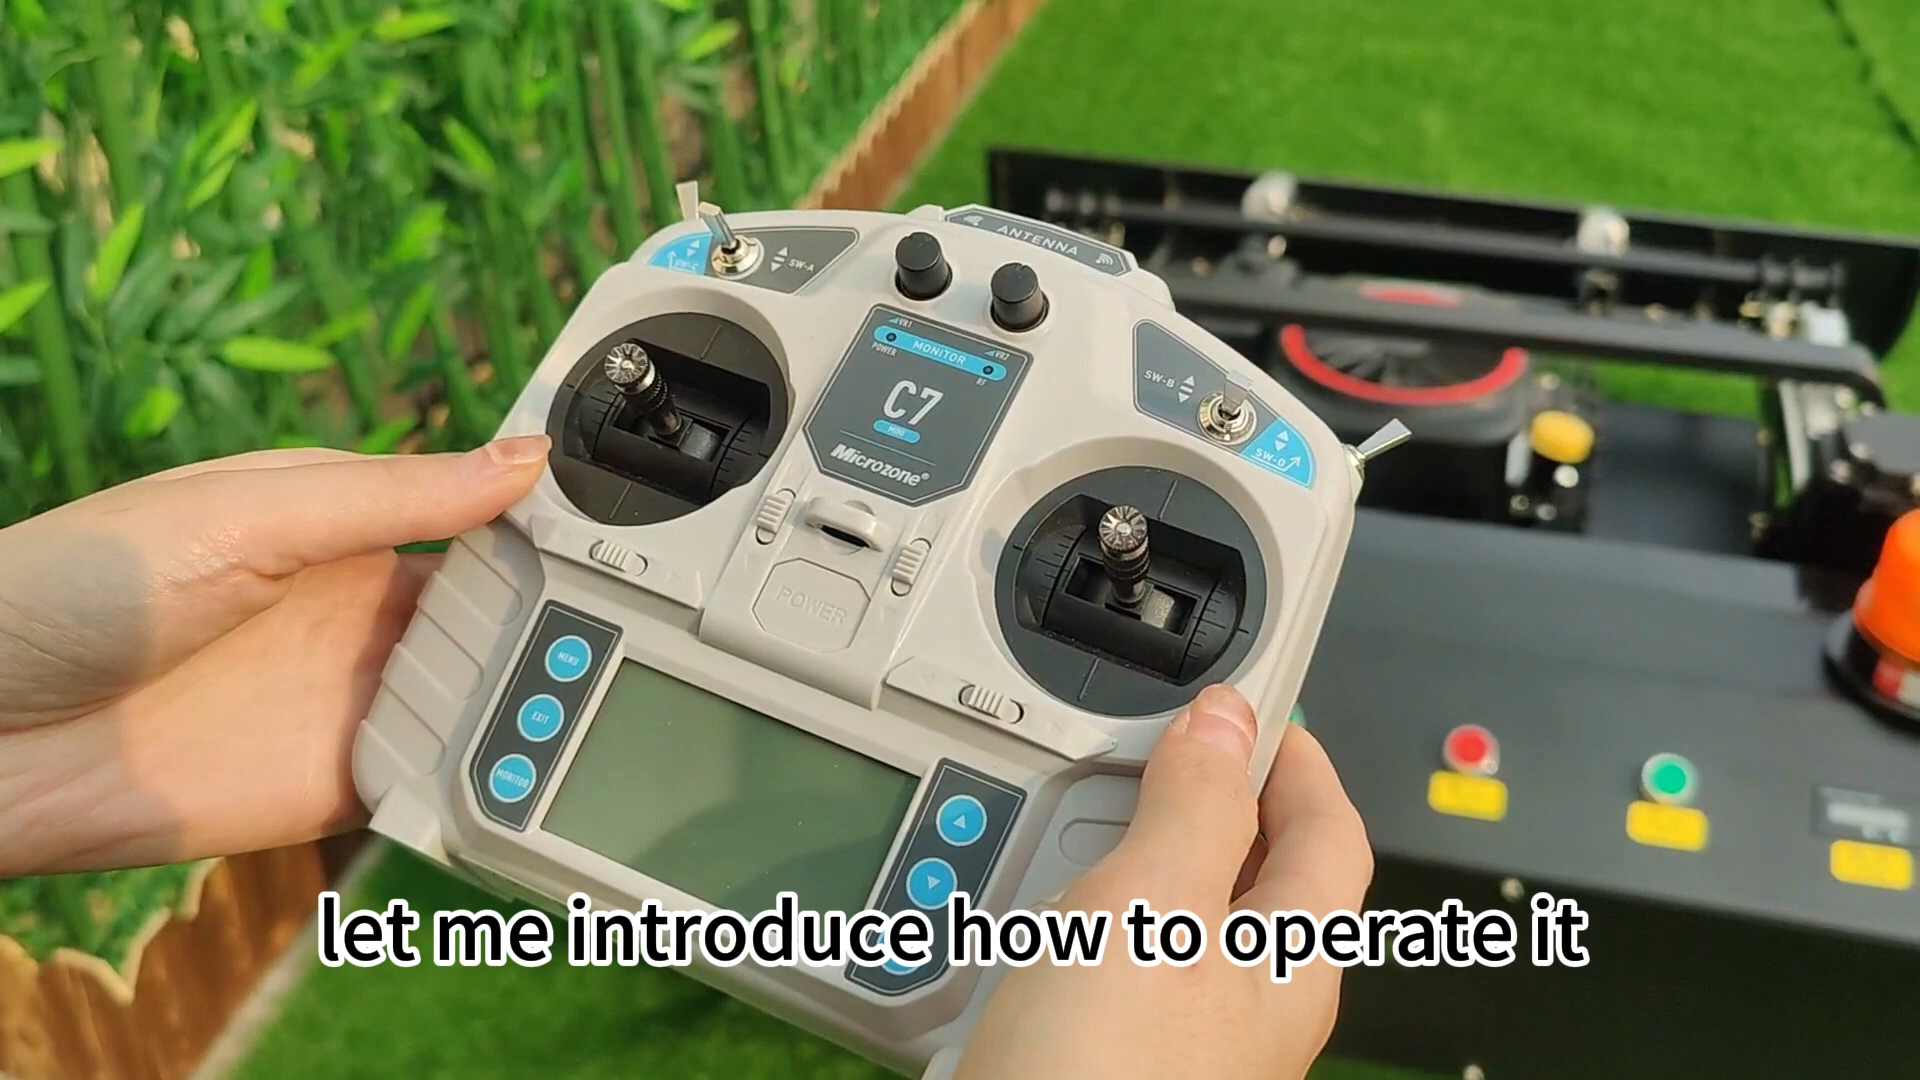 ANTENNA
SW-C
SW-A
VR1
POWER
MONITOR
VR2
RF
C7
MINI
Microzone®
SW-B
SW-D
POWER
MENU
EXIT
MONITOR
let me introduce how to operate it